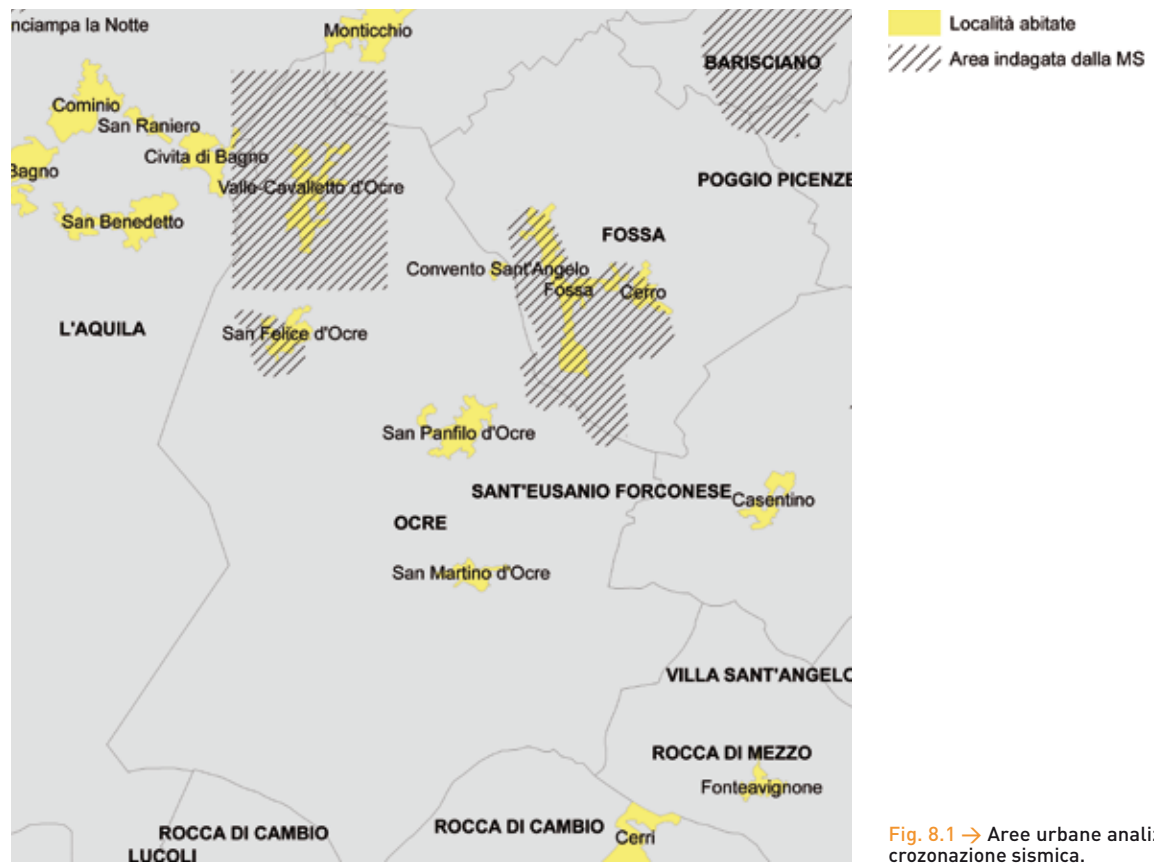 nciampa la Notte
Monticchio
BARISCIANO
Cominio
San Raniero
Civita di Bagno
Bagno
Valle-Cavalletto d'Ocre
POGGIO PICENZE
San Benedetto
FOSSA
Convento Sant'Angelo
Fossa
Cerro
L'AQUILA
San Felice d'Ocre
San Panfilo d'Ocre
SANT'EUSANIO FORCONESE
Casentino
OCRE
San Martino d'Ocre
VILLA SANT'ANGELO
ROCCA DI MEZZO
Fonteavignone
ROCCA DI CAMBIO
ROCCA DI CAMBIO
Cerri
LUCOLI
Località abitate
Area indagata dalla MS
Fig. 8.1 → Aree urbane analiz
crozonazione sismica.